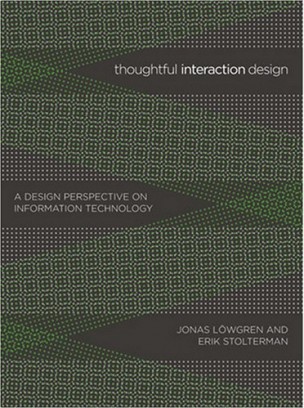 thoughtful interaction design
A DESIGN PERSPECTIVE ON
INFORMATION TECHNOLOGY
JONAS LÖWGREN AND
ERIK STOLTERMAN